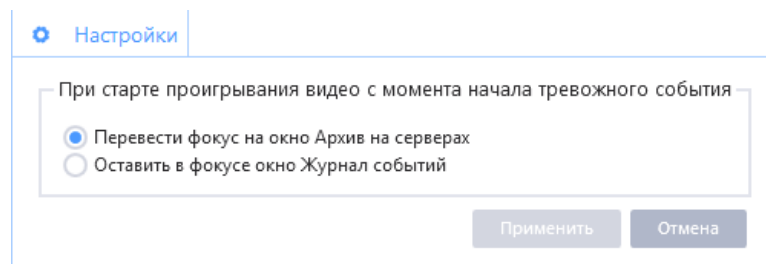 Настройки
При старте проигрывания видео с момента начала тревожного события
Перевести фокус на окно Архив на серверах
Оставить в фокусе окно Журнал событий
Применить Отмена